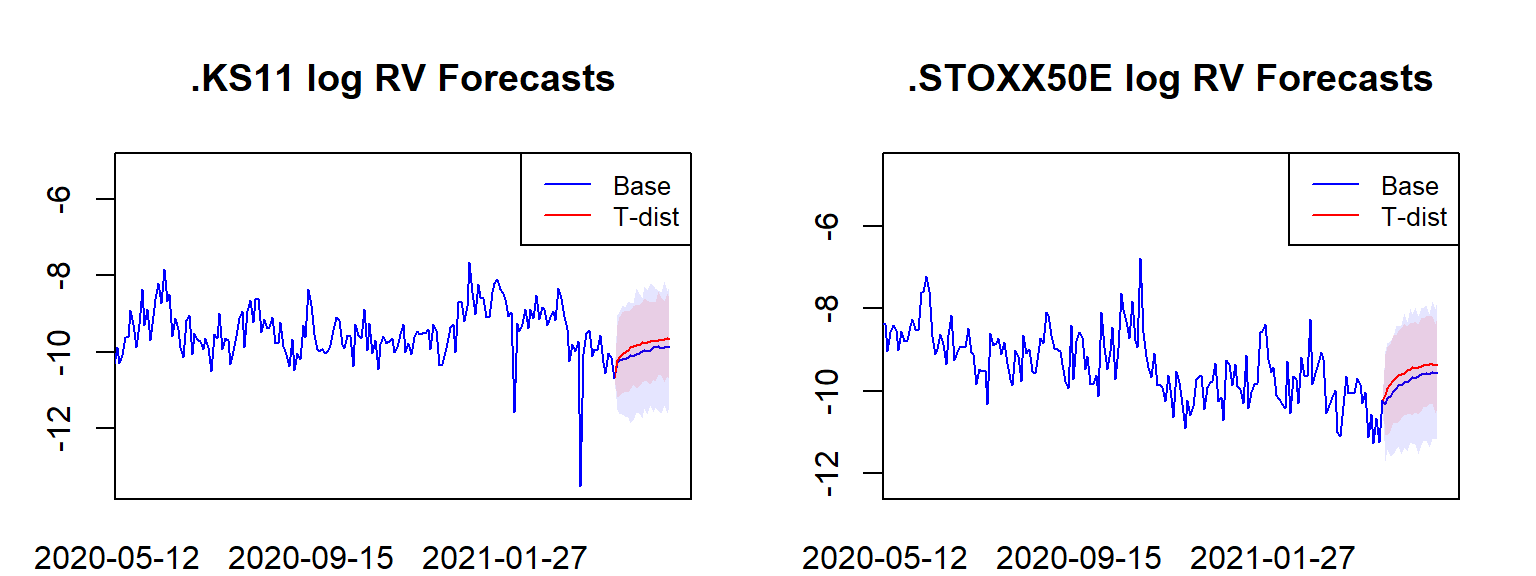 .KS11 log RV Forecasts
-6
-8
-10
-12
Base
T-dist
2020-05-12 2020-09-15 2021-01-27
.STOXX50E log RV Forecasts
-6
-8
-10
-12
Base
T-dist
2020-05-12 2020-09-15 2021-01-27